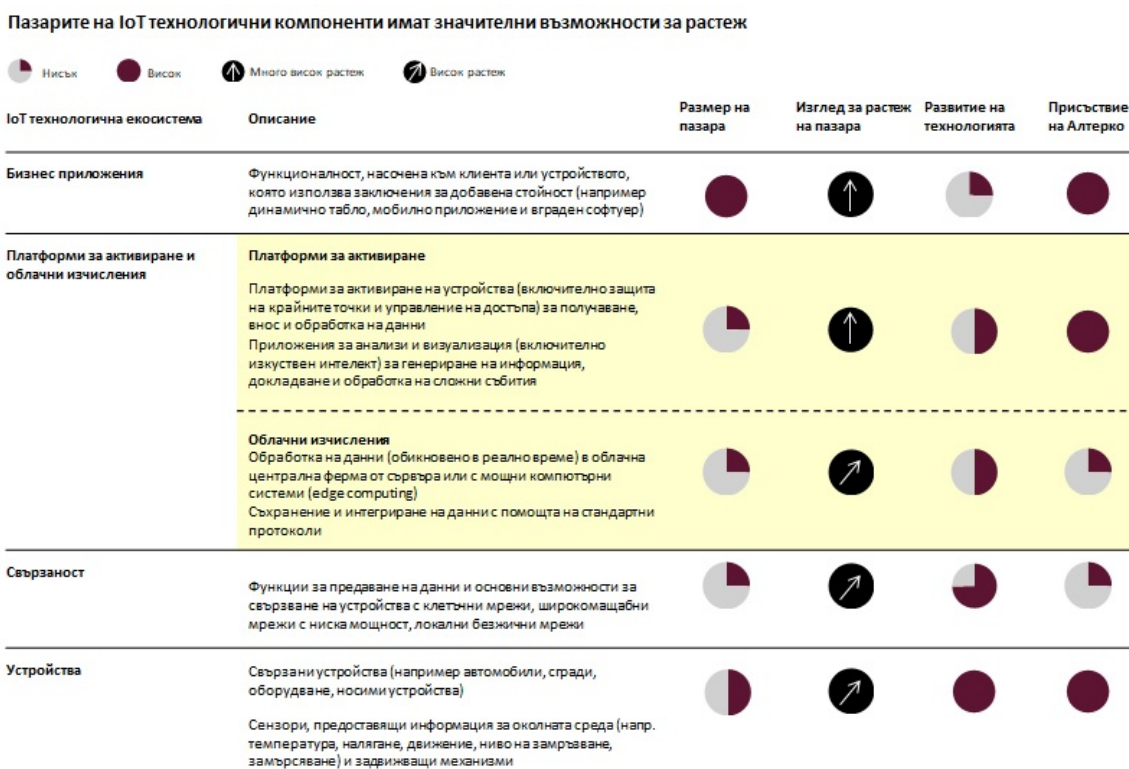 Пазарите на IoT технологични компоненти имат значителни възможности за растеж
Нисък Висок Много висок растеж Висок растеж
IoT технологична екосистема Описание Размер на пазара Изглед за растеж на пазара Развитие на технологията Присъствие на Алтерко
Бизнес приложения
Функционалност, насочена към клиента или устройството,
която използва заключения за добавена стойност (например
динамично табло, мобилно приложение и вграден софтуер)
Платформи за активиране и
облачни изчисления
Платформи за активиране
Платформи за активиране на устройства (включително защита
на крайните точки и управление на достъпа) за получаване,
внос и обработка на данни
Приложения за анализи и визуализация (включително
изкуствен интелект) за генериране на информация,
докладване и обработка на сложни събития
Облачни изчисления
Обработка на данни (обикновено в реално време) в облачна
централна ферма от сървъра или с мощни компютърни
системи (edge computing)
Съхранение и интегриране на данни с помощта на стандартни
протоколи
Свързаност
Функции за предаване на данни и основни възможности за
свързване на устройства с клетъчни мрежи, широкомащабни
мрежи с ниска мощност, локални безжични мрежи
Устройства
Свързани устройства (например автомобили, сгради,
оборудване, носими устройства)
Сензори, предоставящи информация за околната среда (напр.
температура, налягане, движение, ниво на замръзване,
замърсяване) и задвижващи механизми